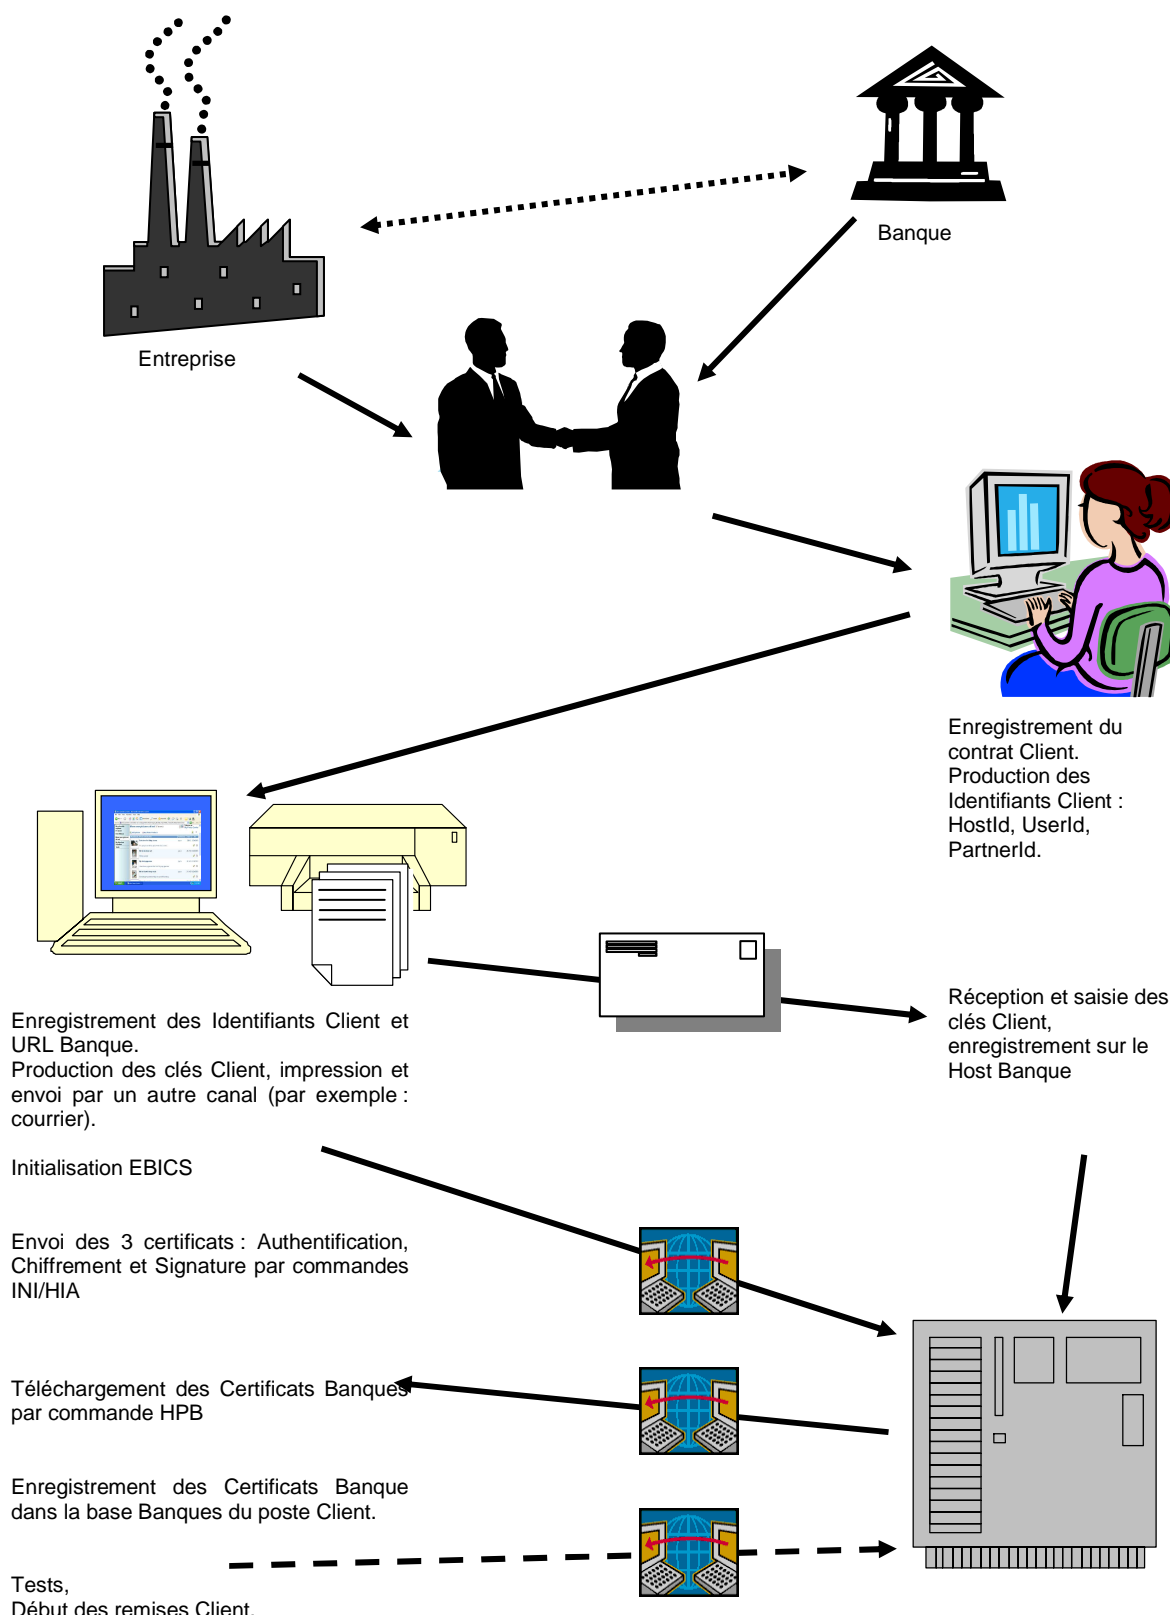 Banque
Entreprise
Enregistrement du
contrat Client.
Production des
Identifiants Client :
HostId, UserId,
PartnerId.
Enregistrement des Identifiants Client et
URL Banque.
Production des clés Client, impression et
envoi par un autre canal (par exemple :
courrier).
Réception et saisie des
clés Client,
enregistrement sur le
Host Banque
Initialisation EBICS
Envoi des 3 certificats : Authentification,
Chiffrement et Signature par commandes
INI/HIA
Téléchargement des Certificats Banques
par commande HPB
Enregistrement des Certificats Banque
dans la base Banques du poste Client.
Tests,
Début des remises Client.